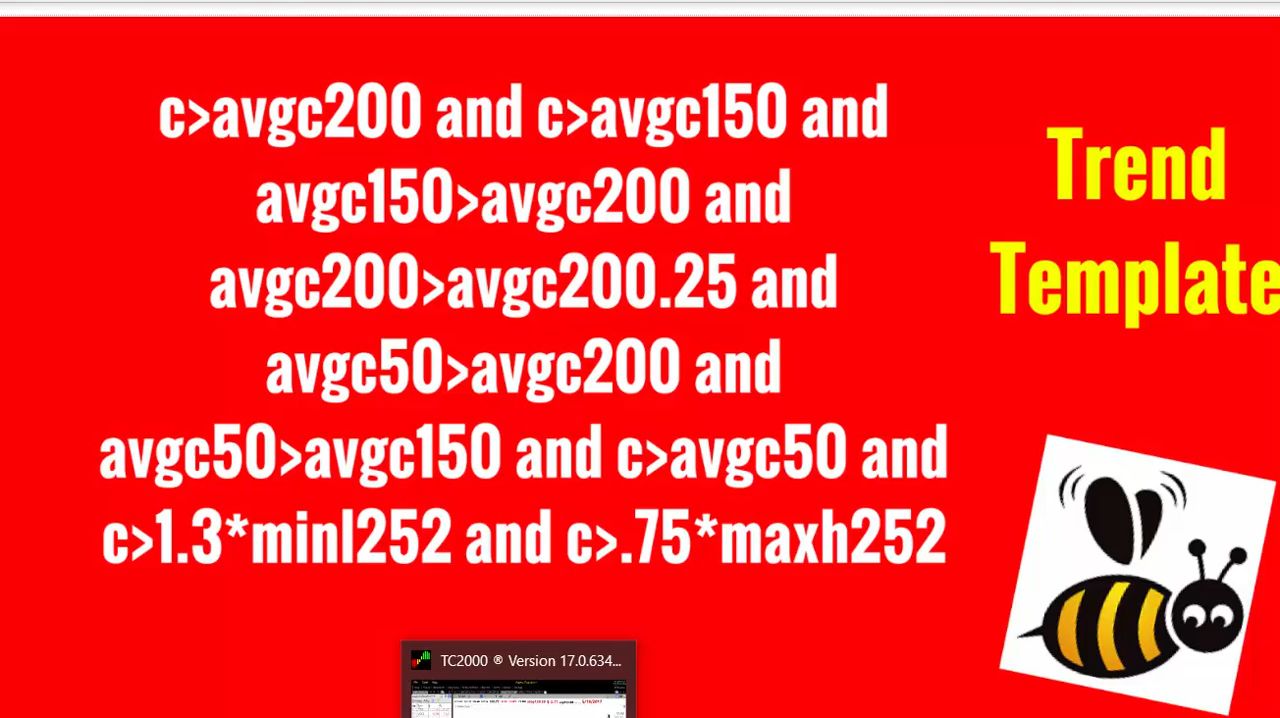 c>avgc200 and c>avgc150 and
avgc150>avgc200 and
avgc200>avgc200.25 and
avgc50>avgc200 and
avgc50>avgc150 and c>avgc50 and
c>1.3*minl252 and c>.75*maxh252
Trend
Template
TC2000 ® Version 17.0.634...